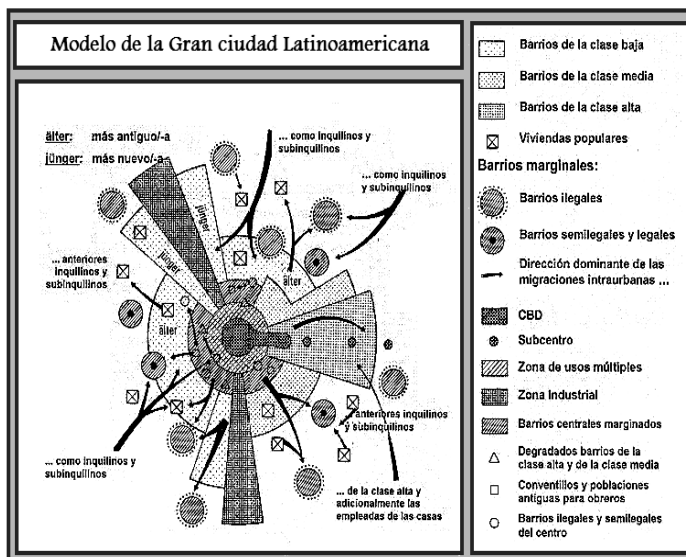 Modelo de la Gran ciudad Latinoamericana
älter: más antiguo/-a
jünger: más nuevo/-a
... como inquilinos y
subinquilinos
... como inquilinos
y subinquilinos
jünger
jünger
älter
älter
... anteriores
inquilinos y
subinquilinos
... anteriores inquilinos
y subinquilinos
... como inquilinos y
subinquilinos
... de la clase alta y
adicionalmente las
empleadas de las casas
Barrios de la clase baja
Barrios de la clase media
Barrios de la clase alta
Viviendas populares
Barrios marginales:
Barrios ilegales
Barrios semilegales y legales
Dirección dominante de las
migraciones intraurbanas ...
CBD
Subcentro
Zona de usos múltiples
Zona Industrial
Barrios centrales marginados
Degradados barrios de la
clase alta y de la clase media
Conventillos y poblaciones
antiguas para obreros
Barrios ilegales y semilegales
del centro